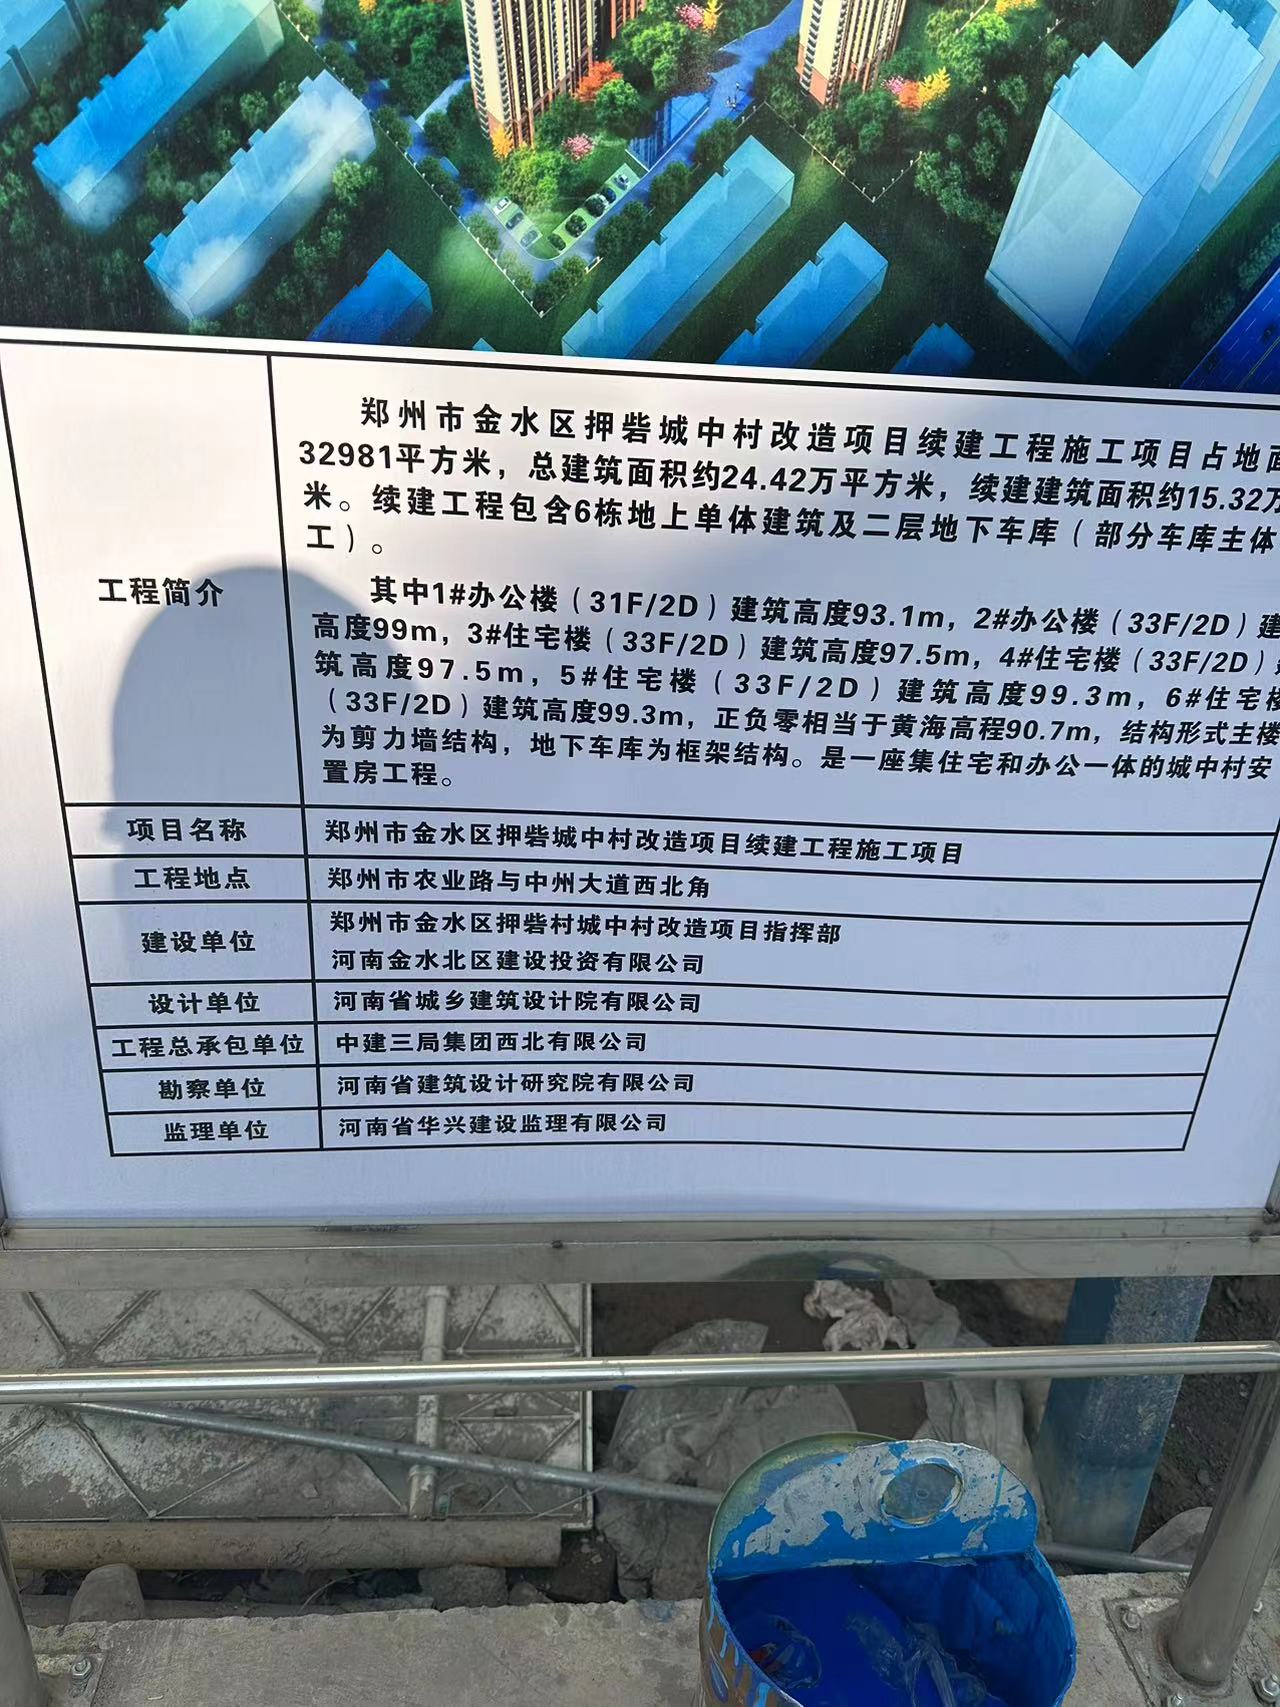 郑州市金水区押砦城中村改造项目续建工程施工项目占地面
32981平方米，总建筑面积约24.42万平方米，续建建筑面积约15.32万
米。续建工程包含6栋地上单体建筑及二层地下车库（部分车库主体
工）。
工程简介
其中1#办公楼（31F/2D）建筑高度93.1m，2#办公楼（33F/2D）建
高度99m，3#住宅楼（33F/2D）建筑高度97.5m，4#住宅楼（33F/2D）建
筑高度97.5m，5#住宅楼（33F/2D）建筑高度99.3m，6#住宅楼
（33F/2D）建筑高度99.3m，正负零相当于黄海高程90.7m，结构形式主楼
为剪力墙结构，地下车库为框架结构。是一座集住宅和办公一体的城中村安
置房工程。
项目名称 郑州市金水区押砦城中村改造项目续建工程施工项目
工程地点 郑州市农业路与中州大道西北角
建设单位 郑州市金水区押砦村城中村改造项目指挥部
河南金水北区建设投资有限公司
设计单位 河南省城乡建筑设计院有限公司
工程总承包单位 中建三局集团西北有限公司
勘察单位 河南省建筑设计研究院有限公司
监理单位 河南省华兴建设监理有限公司